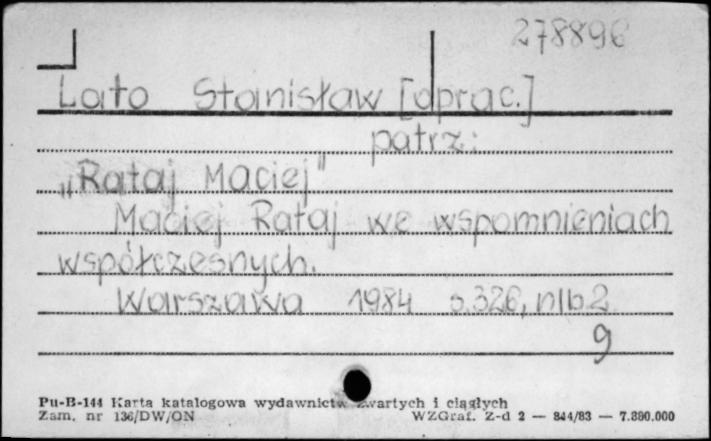 278896
Lato Stanisław [oprac.]
patrz:
„Rataj Maciej"
Maciej Rataj we wspomnieniach
współczesnych.
Warszawa 1984 s.326, nlb.2
9
Pu-B-144 Karta katalogowa wydawnictw zwartych i ciągłych
Zam. nr 136/DW/ON WZGraf. Z-d 2 — 844/83 — 7.800.000